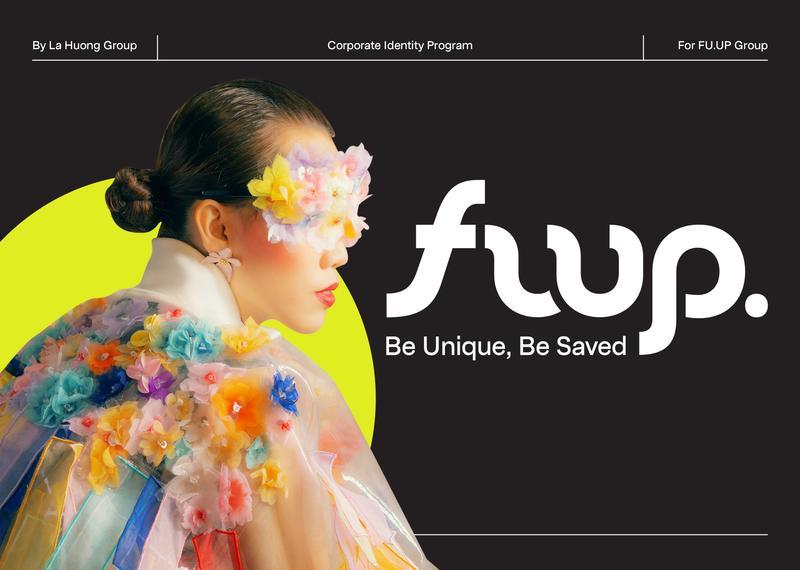 By La Huong Group
Corporate Identity Program
For FU.UP Group
fuup.
Be Unique, Be Saved